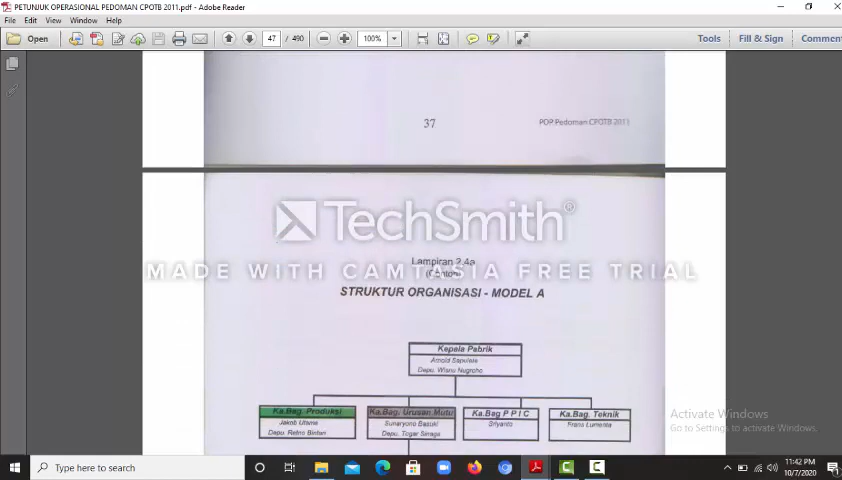 PETUNJUK OPERASIONAL PEDOMAN CPOTB 2011.pdf - Adobe Reader
File Edit View Window Help
Open 47 / 490 100% Tools Fill & Sign Comment
37 POP Pedoman CPOTB 2011
TechSmith®
Lampiran 2.4a
(Contoh)
MADE WITH CAMTASIA FREE TRIAL
STRUKTUR ORGANISASI - MODEL A
Kepala Pabrik
Arnold Saputele
Depu. Wisnu Nugroho
Ka.Bag. Produksi Ka.Bag. Urusan Mutu Ka.Bag P P I C Ka.Bag. Teknik
Jakob Utama Sunaryono Basuki Sriyanto Frans Lumenta
Depu. Retno Bintan Depu. Togar Sinaga
Activate Windows
Go to Settings to activate Windows.
Type here to search
11:42 PM
10/7/2020